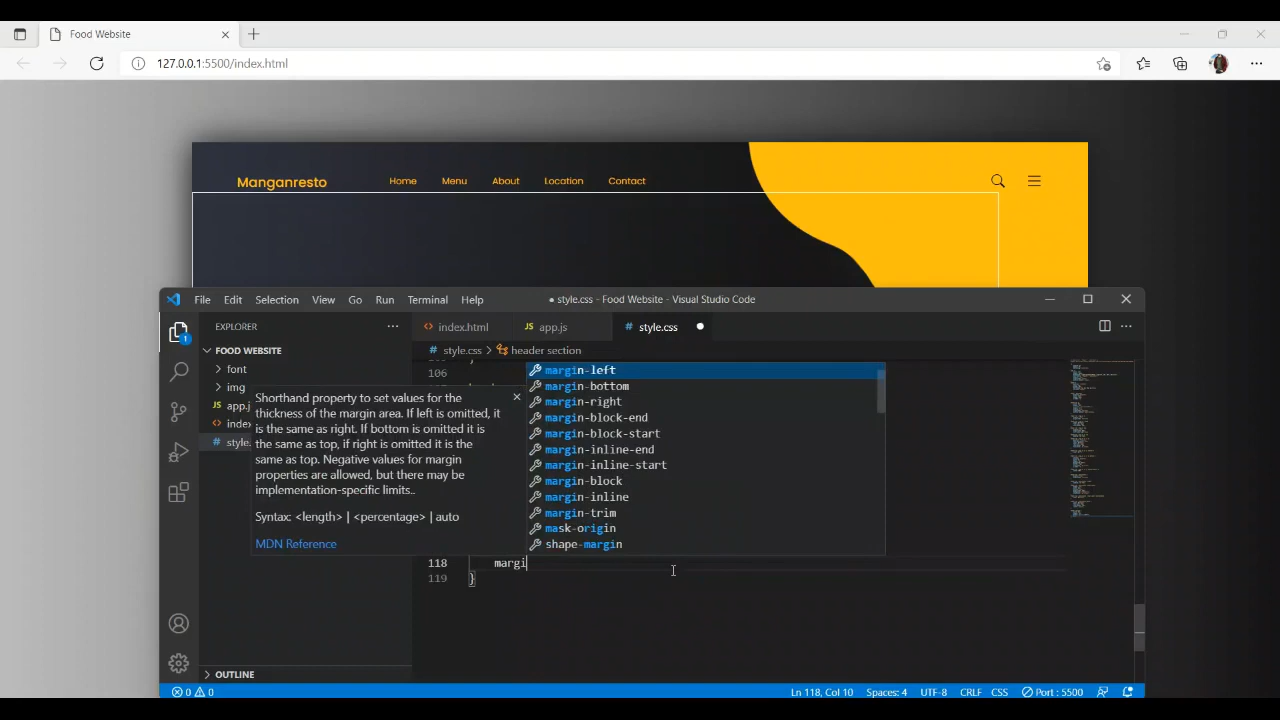 Food Website
127.0.0.1:5500/index.html
Manganresto Home Menu About Location Contact
File Edit Selection View Go Run Terminal Help
● style.css - Food Website - Visual Studio Code
EXPLORER
index.html
JS app.js
# style.css
FOOD WEBSITE
# style.css > header section
font
img
JS app.j
<> index
# style.
1
106
margin-left
margin-bottom
margin-right
margin-block-end
margin-block-start
margin-inline-end
margin-inline-start
margin-block
margin-inline
margin-trim
mask-origin
shape-margin
Shorthand property to set values for the
thickness of the margin area. If left is omitted, it
is the same as right. If bottom is omitted it is
the same as top, if right is omitted it is the
same as top. Negative values for margin
properties are allowed, but there may be
implementation-specific limits..
Syntax: <length> | <percentage> | auto
MDN Reference
118 margi
119 }
OUTLINE
0 0
Ln 118, Col 10 Spaces: 4 UTF-8 CRLF CSS Port : 5500